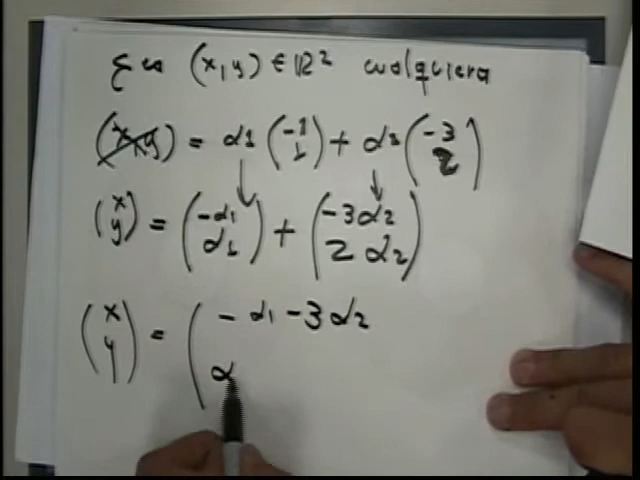 Sea (x,y) ∈ ℝ² cualquiera
(x,y) = α1 (-1 1) + α2 (-3 2)
(x y) = (-α1 α1) + (-3α2 2α2)
(x y) = ( -α1 -3α2
α